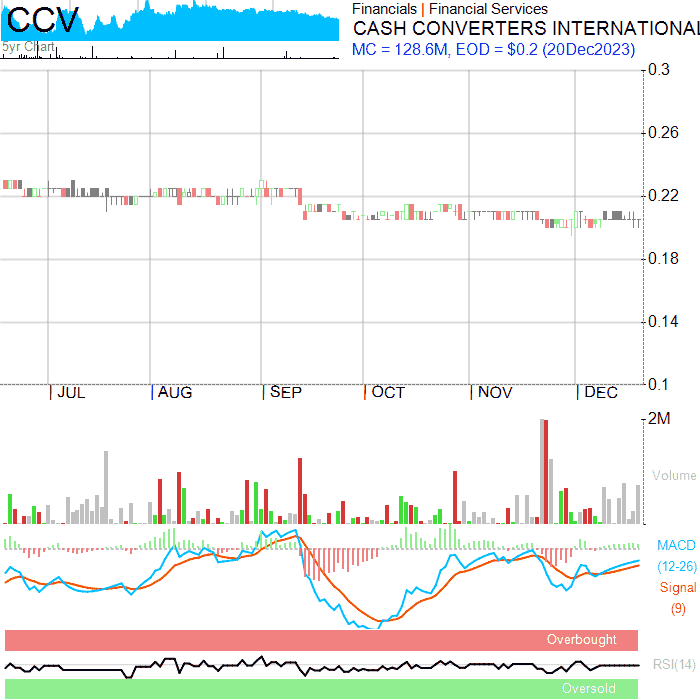 CCV
5yr Chart
Financials | Financial Services
CASH CONVERTERS INTERNATIONAL
MC = 128.6M, EOD = $0.2 (20Dec2023)
0.3
0.26
0.22
0.18
0.14
0.1
JUL AUG SEP OCT NOV DEC
2M
Volume
MACD
(12-26)
Signal
(9)
Overbought
RSI(14)
Oversold